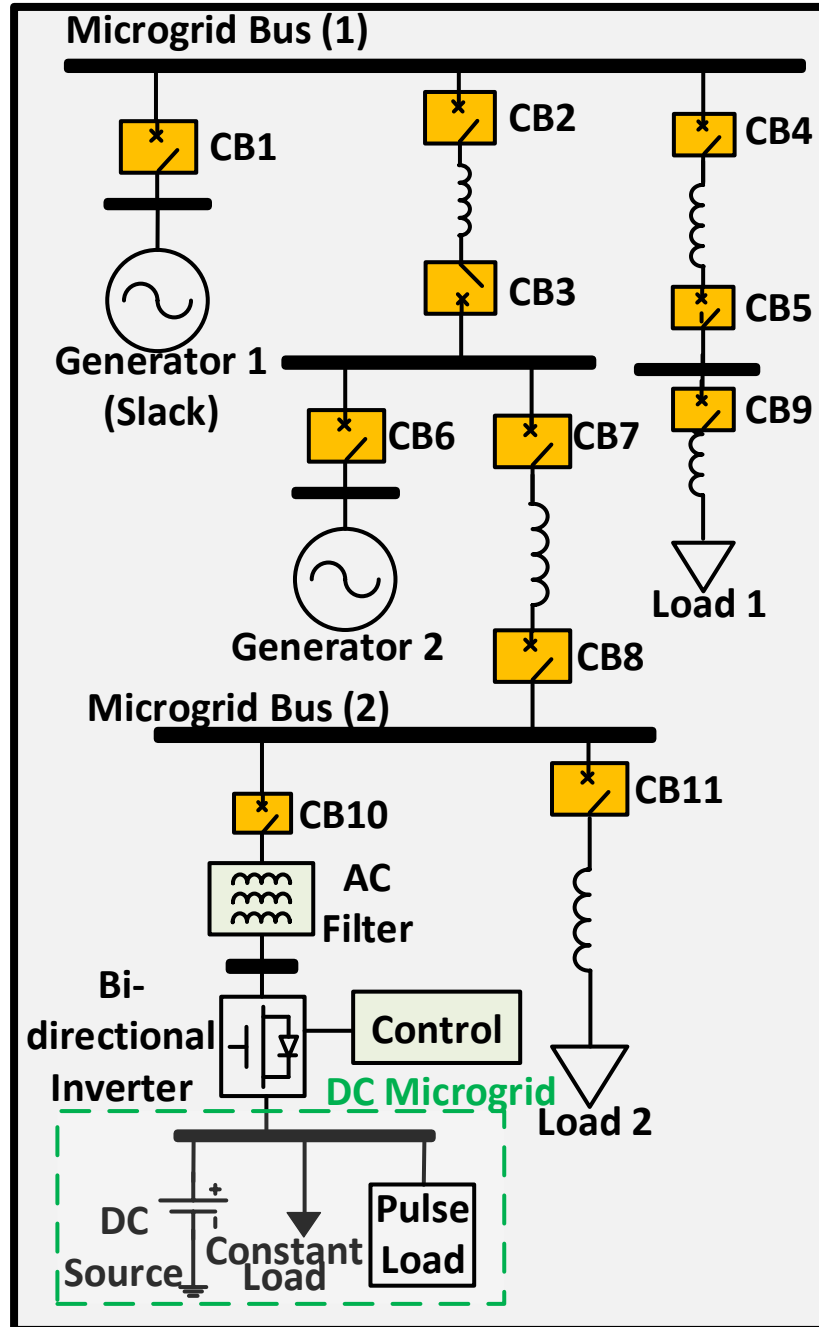 Microgrid Bus (1)
CB1
CB2
CB4
CB3
CB5
Generator 1
(Slack)
CB6
CB7
CB9
Generator 2
Load 1
CB8
Microgrid Bus (2)
CB10
CB11
AC
Filter
Bi-
directional
Inverter
Control
DC Microgrid
Load 2
+
-
DC
Source
Constant
Load
Pulse
Load